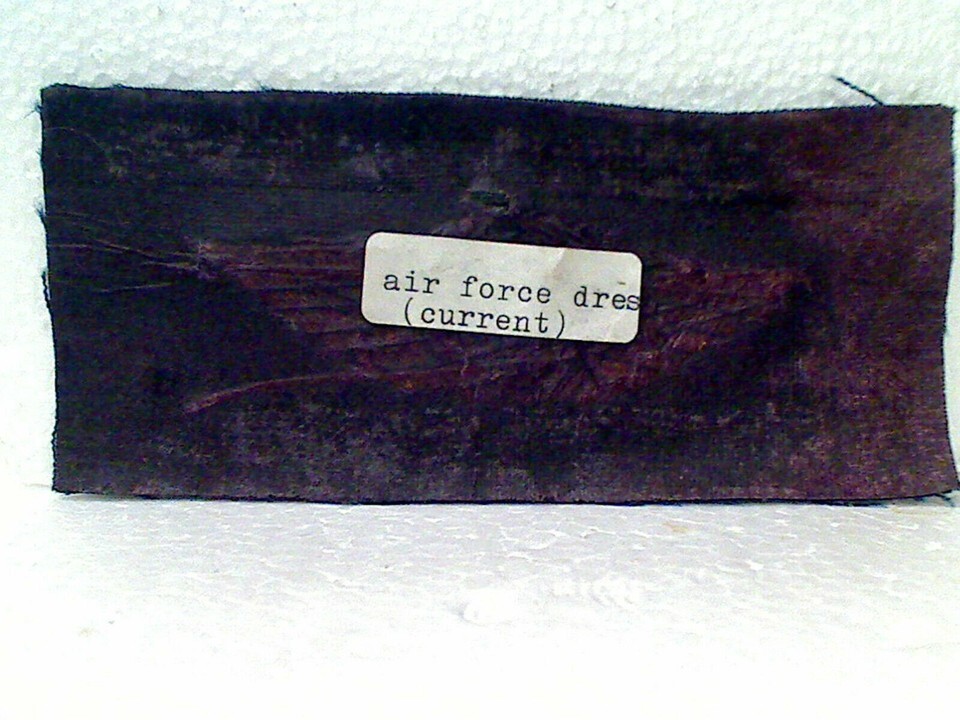 air force dres
(current)